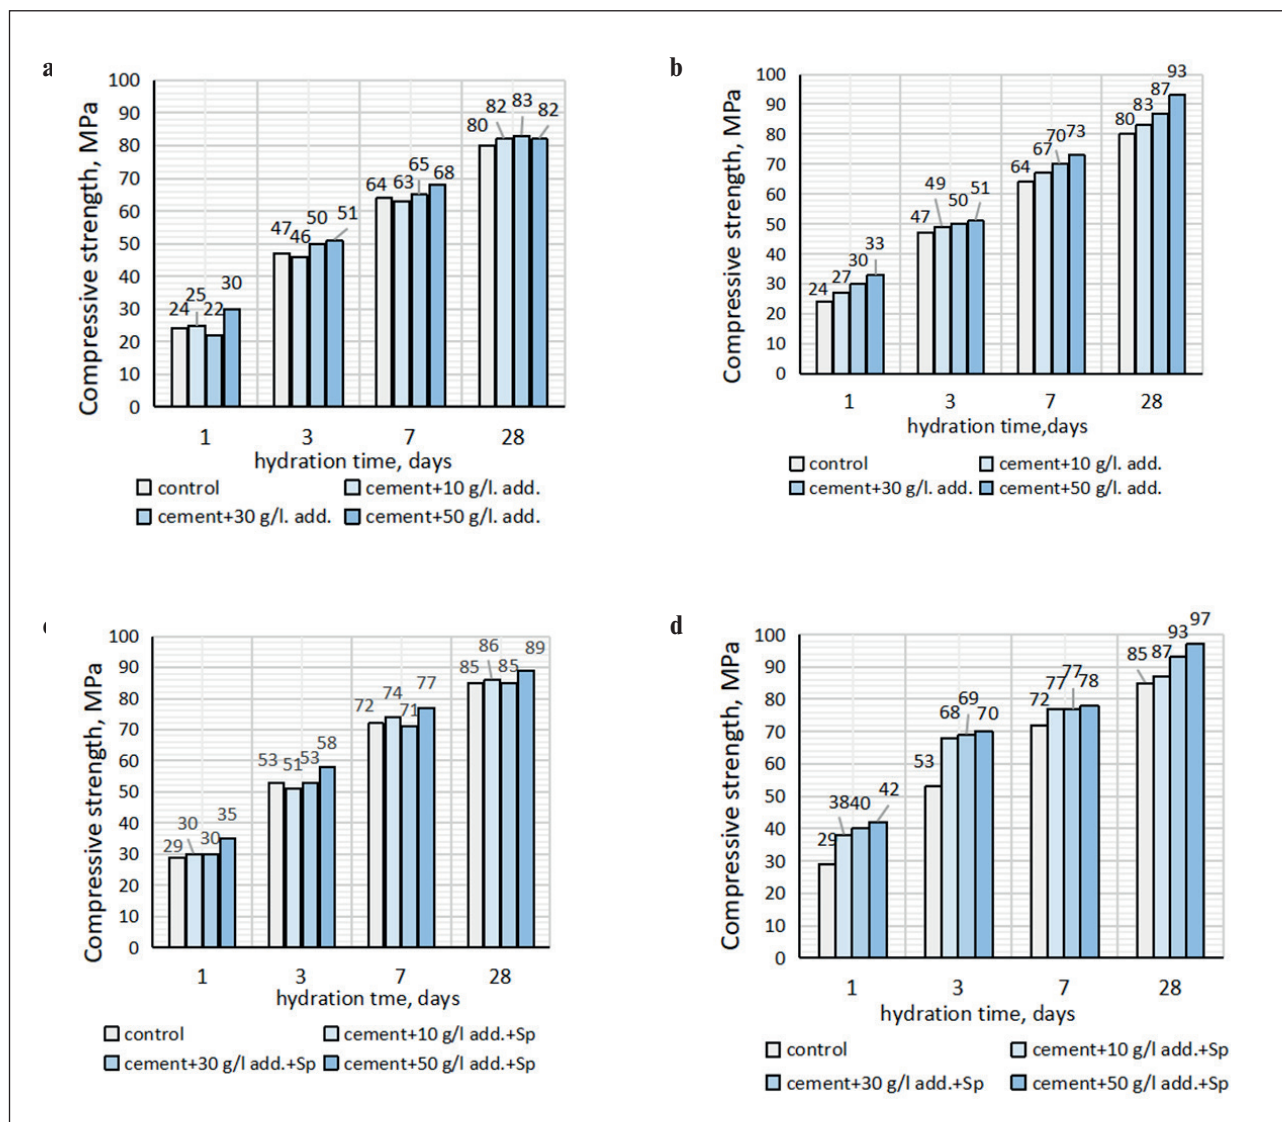 a
Compressive strength, MPa
100
90
80
70
60
50
40
30
20
10
0
24 25 22 30
47 46 50 51
64 63 65 68
80 82 83 82
1 3 7 28
hydration time, days
control cement+10 g/l. add.
cement+30 g/l. add. cement+50 g/l. add.
b
Compressive strength, MPa
100
90
80
70
60
50
40
30
20
10
0
24 27 30 33
47 49 50 51
64 67 70 73
80 83 87 93
1 3 7 28
hydration time,days
control cement+10 g/l. add.
cement+30 g/l. add. cement+50 g/l. add.
Compressive strength, MPa
100
90
80
70
60
50
40
30
20
10
0
29 30 30 35
53 51 53 58
72 74 71 77
85 86 85 89
1 3 7 28
hydration tme, days
control cement+10 g/l add.+Sp
cement+30 g/l add.+Sp cement+50 g/l add.+Sp
d
Compressive strength, MPa
100
90
80
70
60
50
40
30
20
10
0
29 38 40 42
53 68 69 70
72 77 77 78
85 87 93 97
1 3 7 28
hydration time, days
control cement+10 g/l add.+Sp
cement+30 g/l add.+Sp cement+50 g/l add.+Sp